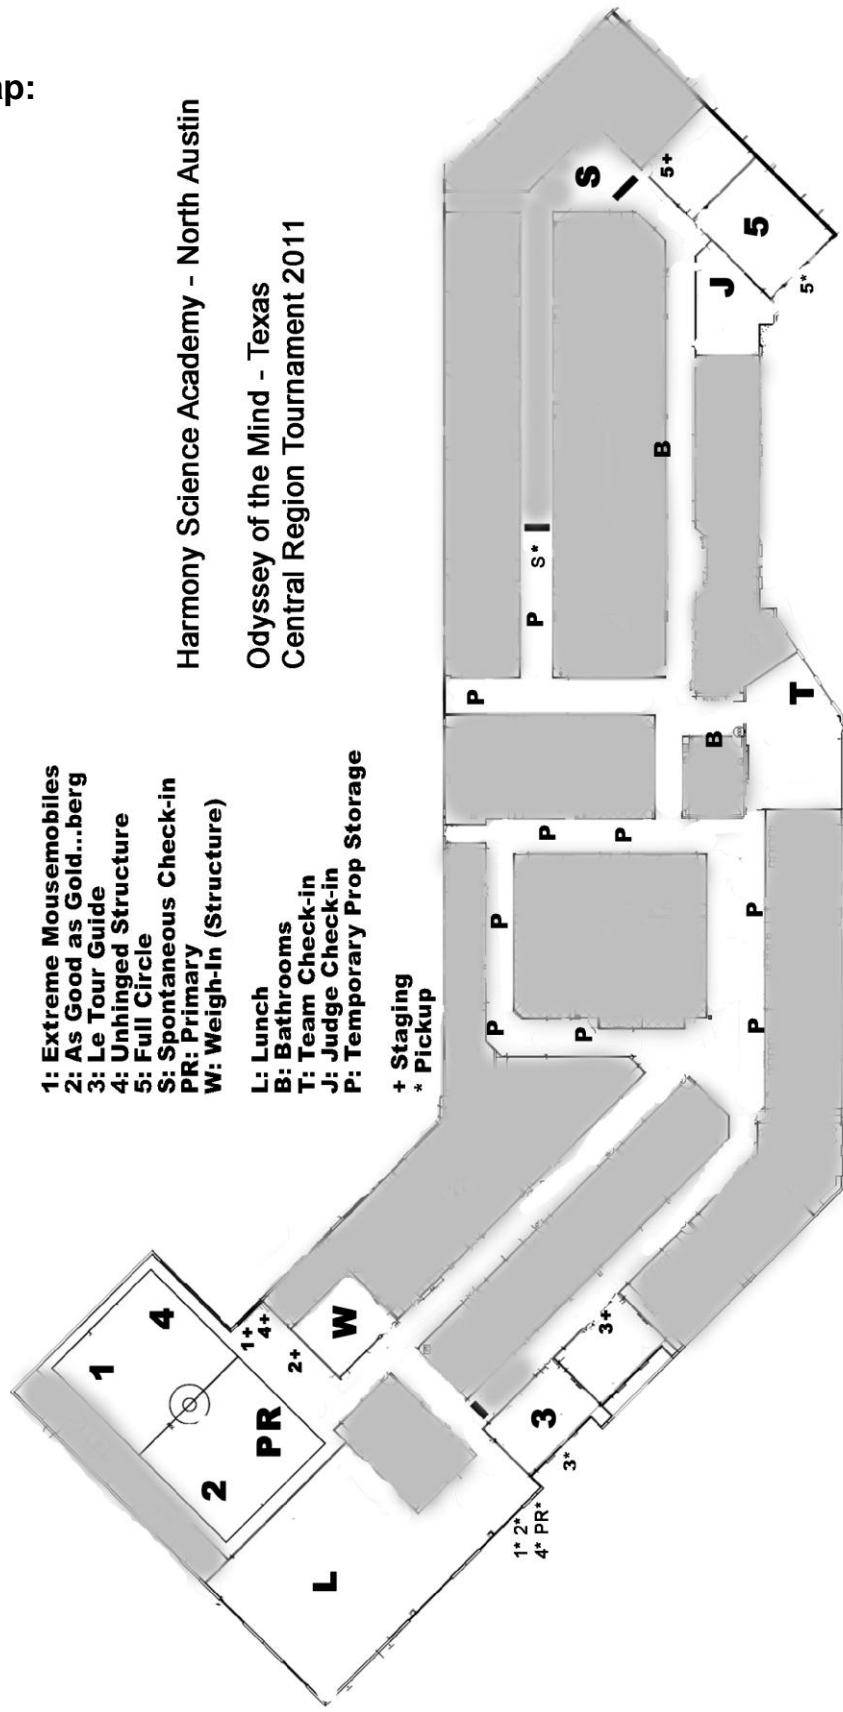 ap:
Harmony Science Academy - North Austin
Odyssey of the Mind - Texas
Central Region Tournament 2011
1: Extreme Mousemobiles
2: As Good as Gold...berg
3: Le Tour Guide
4: Unhinged Structure
5: Full Circle
S: Spontaneous Check-in
PR: Primary
W: Weigh-In (Structure)
L: Lunch
B: Bathrooms
T: Team Check-in
J: Judge Check-in
P: Temporary Prop Storage
+ Staging
* Pickup
1
4
2
PR
1+
4+
2+
W
L
1* 2*
4* PR*
3
3+
3*
P
P
P
P
P
P
P
P
P
S*
B
B
T
S
5+
5
5*
J